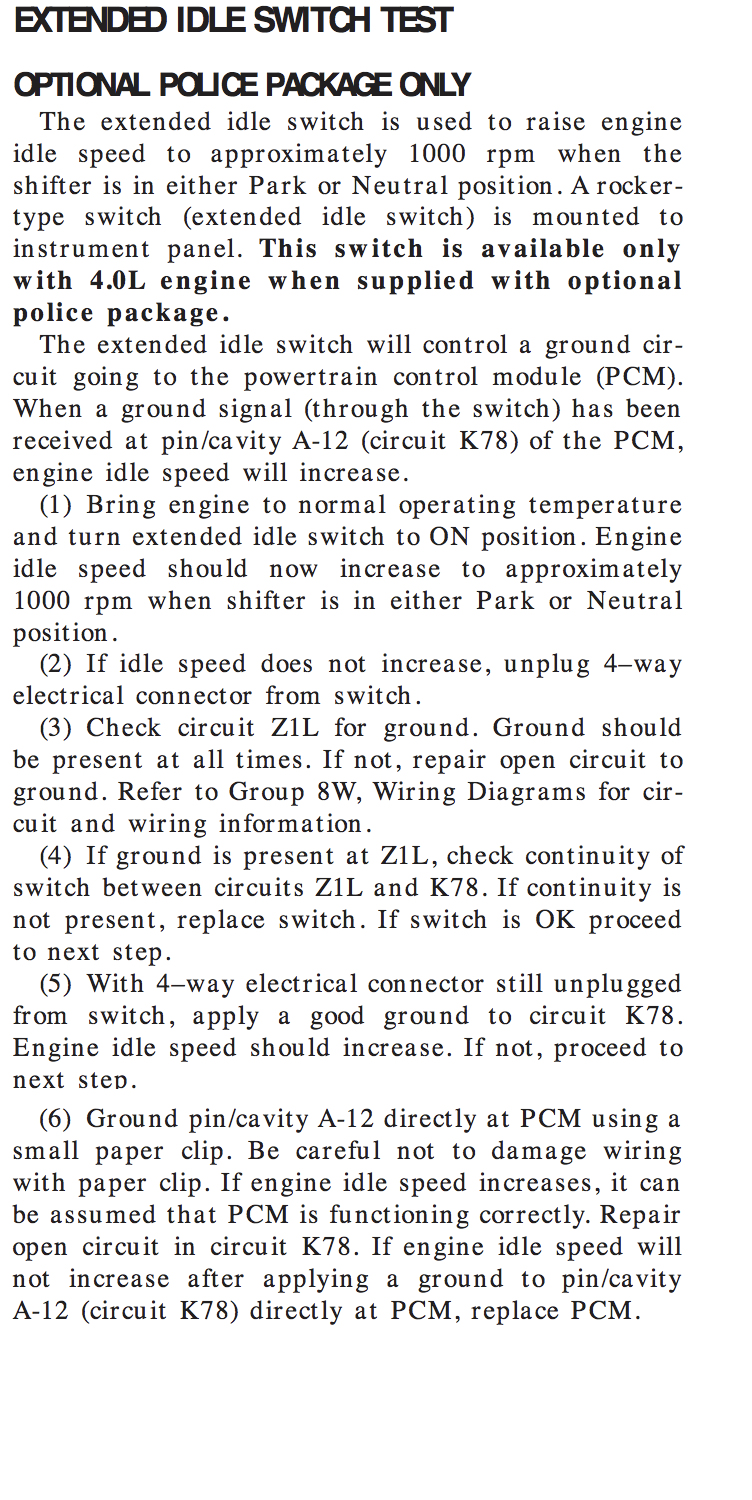 EXTENDED IDLE SWITCH TEST
OPTIONAL POLICE PACKAGE ONLY
The extended idle switch is used to raise engine
idle speed to approximately 1000 rpm when the
shifter is in either Park or Neutral position. A rocker-
type switch (extended idle switch) is mounted to
instrument panel. This switch is available only
with 4.0L engine when supplied with optional
police package.
The extended idle switch will control a ground cir-
cuit going to the powertrain control module (PCM).
When a ground signal (through the switch) has been
received at pin/cavity A-12 (circuit K78) of the PCM,
engine idle speed will increase.
(1) Bring engine to normal operating temperature
and turn extended idle switch to ON position. Engine
idle speed should now increase to approximately
1000 rpm when shifter is in either Park or Neutral
position.
(2) If idle speed does not increase, unplug 4–way
electrical connector from switch.
(3) Check circuit Z1L for ground. Ground should
be present at all times. If not, repair open circuit to
ground. Refer to Group 8W, Wiring Diagrams for cir-
cuit and wiring information.
(4) If ground is present at Z1L, check continuity of
switch between circuits Z1L and K78. If continuity is
not present, replace switch. If switch is OK proceed
to next step.
(5) With 4–way electrical connector still unplugged
from switch, apply a good ground to circuit K78.
Engine idle speed should increase. If not, proceed to
next step.
(6) Ground pin/cavity A-12 directly at PCM using a
small paper clip. Be careful not to damage wiring
with paper clip. If engine idle speed increases, it can
be assumed that PCM is functioning correctly. Repair
open circuit in circuit K78. If engine idle speed will
not increase after applying a ground to pin/cavity
A-12 (circuit K78) directly at PCM, replace PCM.